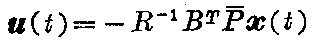 u(t) = −R⁻¹BᵀP̅x(t)